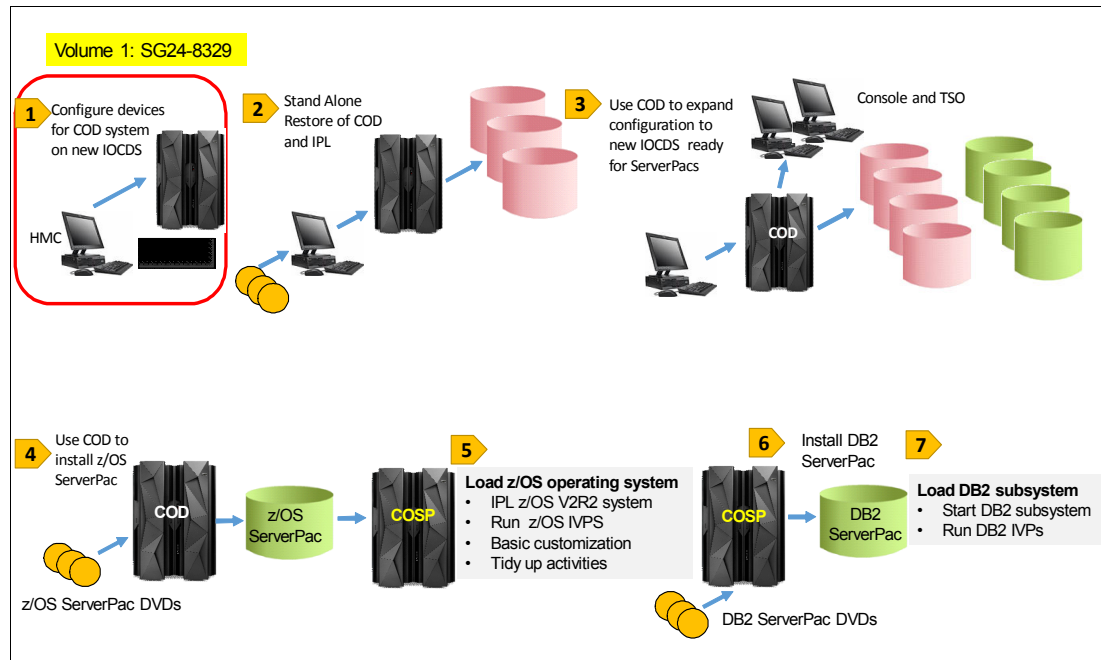 Volume 1: SG24-8329
1
Configure devices
for COD system
on new IOCDS
HMC
2
Stand Alone
Restore of COD
and IPL
3
Use COD to expand
configuration to
new IOCDS ready
for ServerPacs
Console and TSO
COD
4
Use COD to
install z/OS
ServerPac
COD
z/OS
ServerPac
z/OS ServerPac DVDs
COSP
5
Load z/OS operating system
• IPL z/OS V2R2 system
• Run z/OS IVPS
• Basic customization
• Tidy up activities
6
Install DB2
ServerPac
COSP
DB2
ServerPac
DB2 ServerPac DVDs
7
Load DB2 subsystem
• Start DB2 subsystem
• Run DB2 IVPs